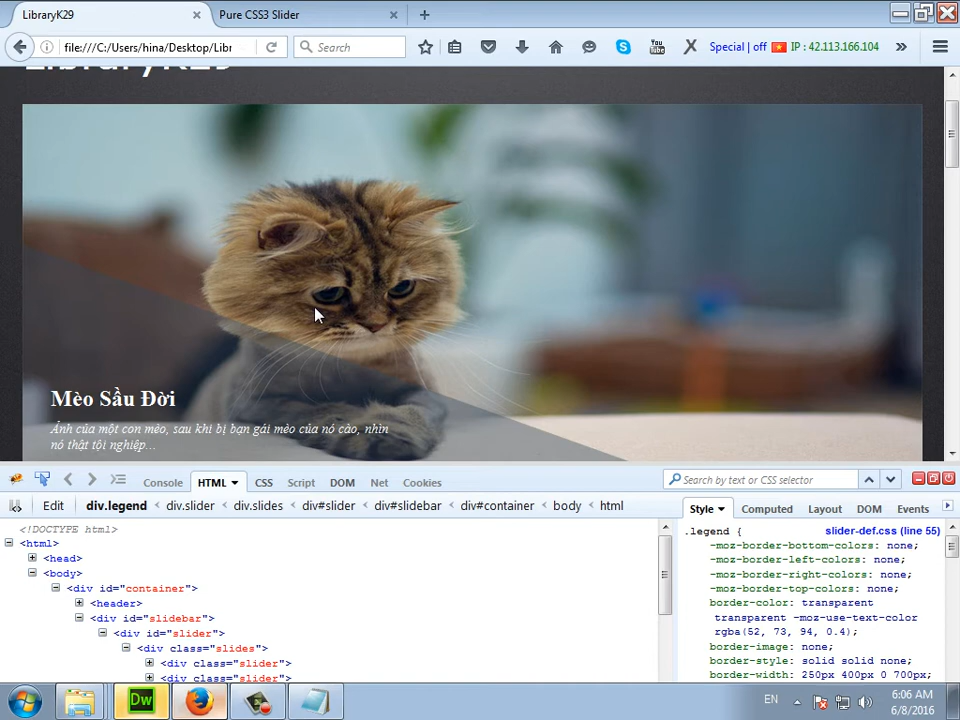 LibraryK29
Pure CSS3 Slider
file:///C:/Users/hina/Desktop/Libr
Search
You
Tube
Special | off
IP : 42.113.166.104
LibraryK29
Mèo Sầu Đời
Ảnh của một con mèo, sau khi bị bạn gái mèo của nó cào, nhìn
nó thật tội nghiệp...
Console
HTML
CSS
Script
DOM
Net
Cookies
Search by text or CSS selector
Edit
div.legend
div.slider
div.slides
div#slider
div#slidebar
div#container
body
html
Style
Computed
Layout
DOM
Events
<!DOCTYPE html>
<html>
<head>
<body>
<div id="container">
<header>
<div id="slidebar">
<div id="slider">
<div class="slides">
<div class="slider">
<div class="slider">
.legend {
slider-def.css (line 55)
-moz-border-bottom-colors: none;
-moz-border-left-colors: none;
-moz-border-right-colors: none;
-moz-border-top-colors: none;
border-color: transparent
transparent -moz-use-text-color
rgba(52, 73, 94, 0.4);
border-image: none;
border-style: solid solid none;
border-width: 250px 400px 0 700px;
Dw
EN
6:06 AM
6/8/2016